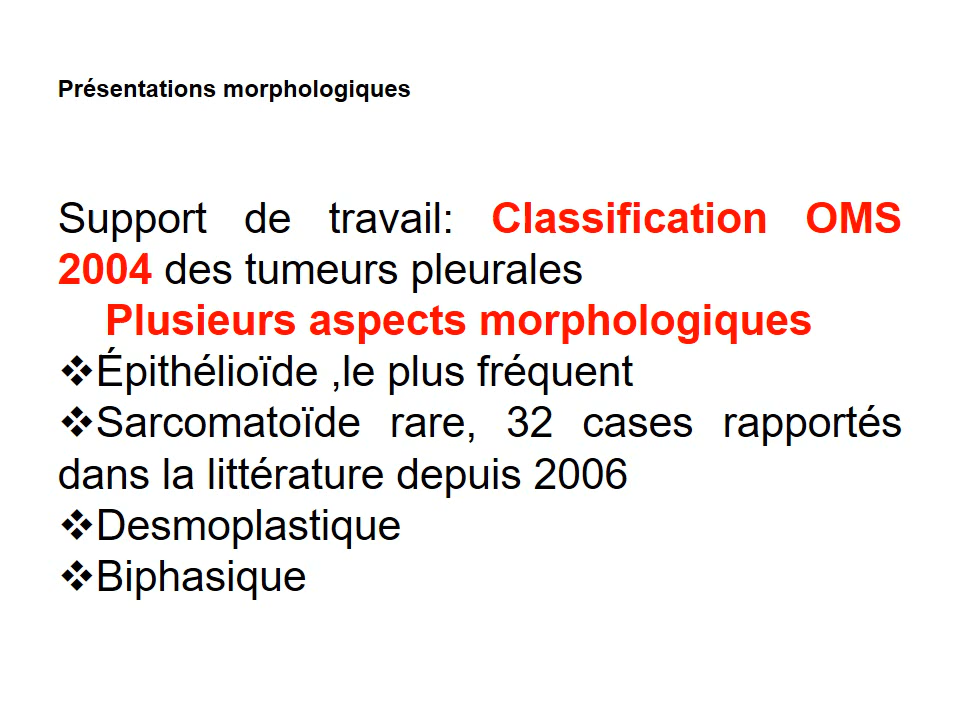 Présentations morphologiques
Support de travail: Classification OMS
2004 des tumeurs pleurales
Plusieurs aspects morphologiques
❖Épithélioïde ,le plus fréquent
❖Sarcomatoïde rare, 32 cases rapportés
dans la littérature depuis 2006
❖Desmoplastique
❖Biphasique